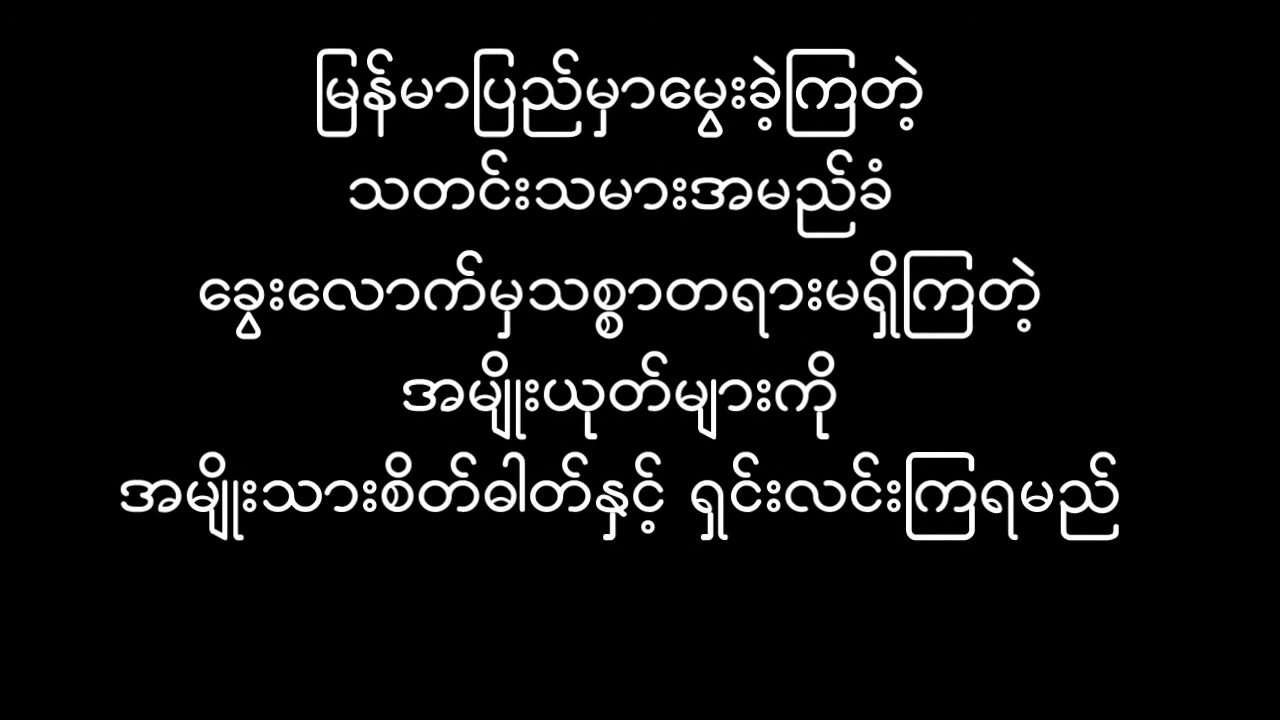 မြန်မာပြည်မှာမွေးခဲ့ကြတဲ့
သတင်းသမားအမည်ခံ
ခွေးလောက်မှသစ္စာတရားမရှိကြတဲ့
အမျိုးယုတ်များကို
အမျိုးသားစိတ်ဓါတ်နှင့် ရှင်းလင်းကြရမည်